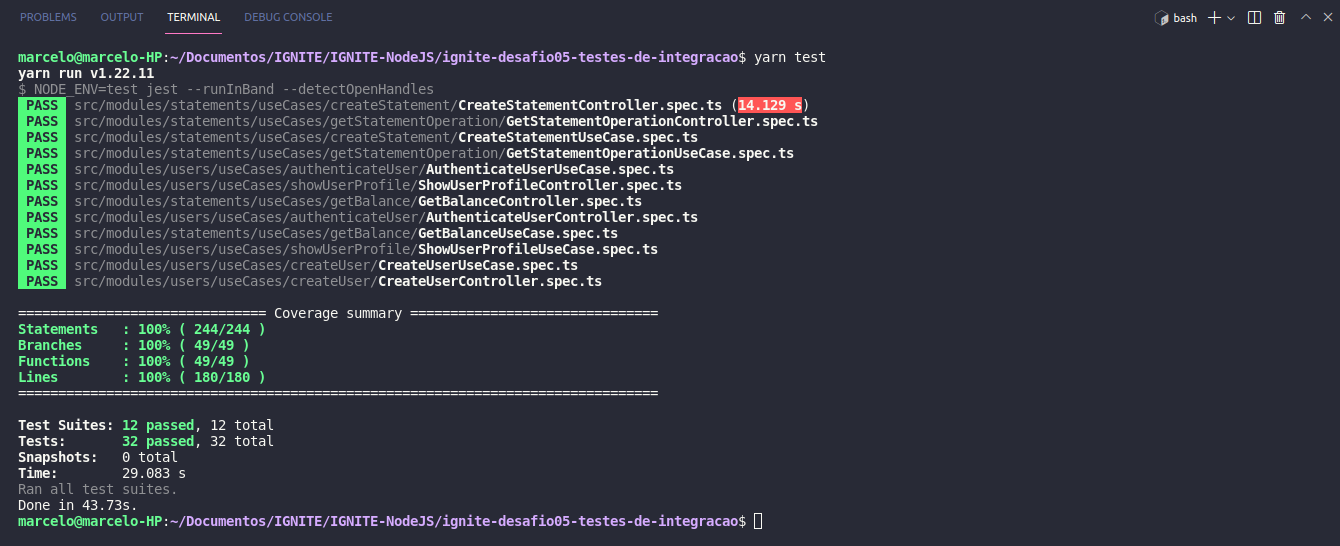 PROBLEMS OUTPUT TERMINAL DEBUG CONSOLE bash
marcelo@marcelo-HP:~/Documentos/IGNITE/IGNITE-NodeJS/ignite-desafio05-testes-de-integracao$ yarn test
yarn run v1.22.11
$ NODE_ENV=test jest --runInBand --detectOpenHandles
PASS src/modules/statements/useCases/createStatement/CreateStatementController.spec.ts (14.129 s)
PASS src/modules/statements/useCases/getStatementOperation/GetStatementOperationController.spec.ts
PASS src/modules/statements/useCases/createStatement/CreateStatementUseCase.spec.ts
PASS src/modules/statements/useCases/getStatementOperation/GetStatementOperationUseCase.spec.ts
PASS src/modules/users/useCases/authenticateUser/AuthenticateUserUseCase.spec.ts
PASS src/modules/users/useCases/showUserProfile/ShowUserProfileController.spec.ts
PASS src/modules/statements/useCases/getBalance/GetBalanceController.spec.ts
PASS src/modules/users/useCases/authenticateUser/AuthenticateUserController.spec.ts
PASS src/modules/statements/useCases/getBalance/GetBalanceUseCase.spec.ts
PASS src/modules/users/useCases/showUserProfile/ShowUserProfileUseCase.spec.ts
PASS src/modules/users/useCases/createUser/CreateUserUseCase.spec.ts
PASS src/modules/users/useCases/createUser/CreateUserController.spec.ts
=============================== Coverage summary ===============================
Statements : 100% ( 244/244 )
Branches : 100% ( 49/49 )
Functions : 100% ( 49/49 )
Lines : 100% ( 180/180 )
================================================================================
Test Suites: 12 passed, 12 total
Tests: 32 passed, 32 total
Snapshots: 0 total
Time: 29.083 s
Ran all test suites.
Done in 43.73s.
marcelo@marcelo-HP:~/Documentos/IGNITE/IGNITE-NodeJS/ignite-desafio05-testes-de-integracao$